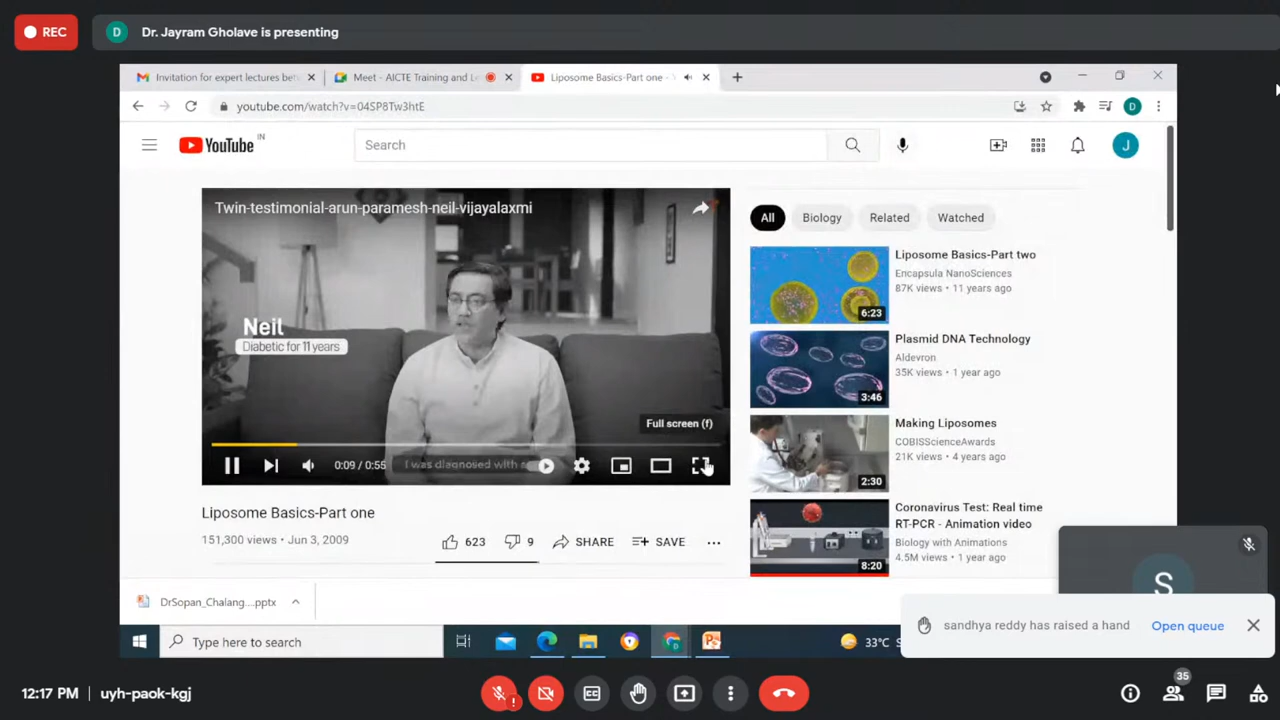 REC
D
Dr. Jayram Gholave is presenting
Invitation for expert lectures bet
Meet - AICTE Training and Le
Liposome Basics-Part one -
youtube.com/watch?v=04SP8Tw3htE
D
YouTube IN
Search
J
Twin-testimonial-arun-paramesh-neil-vijayalaxmi
Neil
Diabetic for 11 years
Full screen (f)
0:09 / 0:55
I was diagnosed with
Liposome Basics-Part one
151,300 views • Jun 3, 2009
623
9
SHARE
SAVE
All
Biology
Related
Watched
Liposome Basics-Part two
Encapsula NanoSciences
87K views • 11 years ago
6:23
Plasmid DNA Technology
Aldevron
35K views • 1 year ago
3:46
Making Liposomes
COBISScienceAwards
21K views • 4 years ago
2:30
Coronavirus Test: Real time
RT-PCR - Animation video
Biology with Animations
4.5M views • 1 year ago
8:20
DrSopan_Chalang....pptx
S
sandhya reddy has raised a hand
Open queue
Type here to search
33°C
12:17 PM
uyh-paok-kgj
35